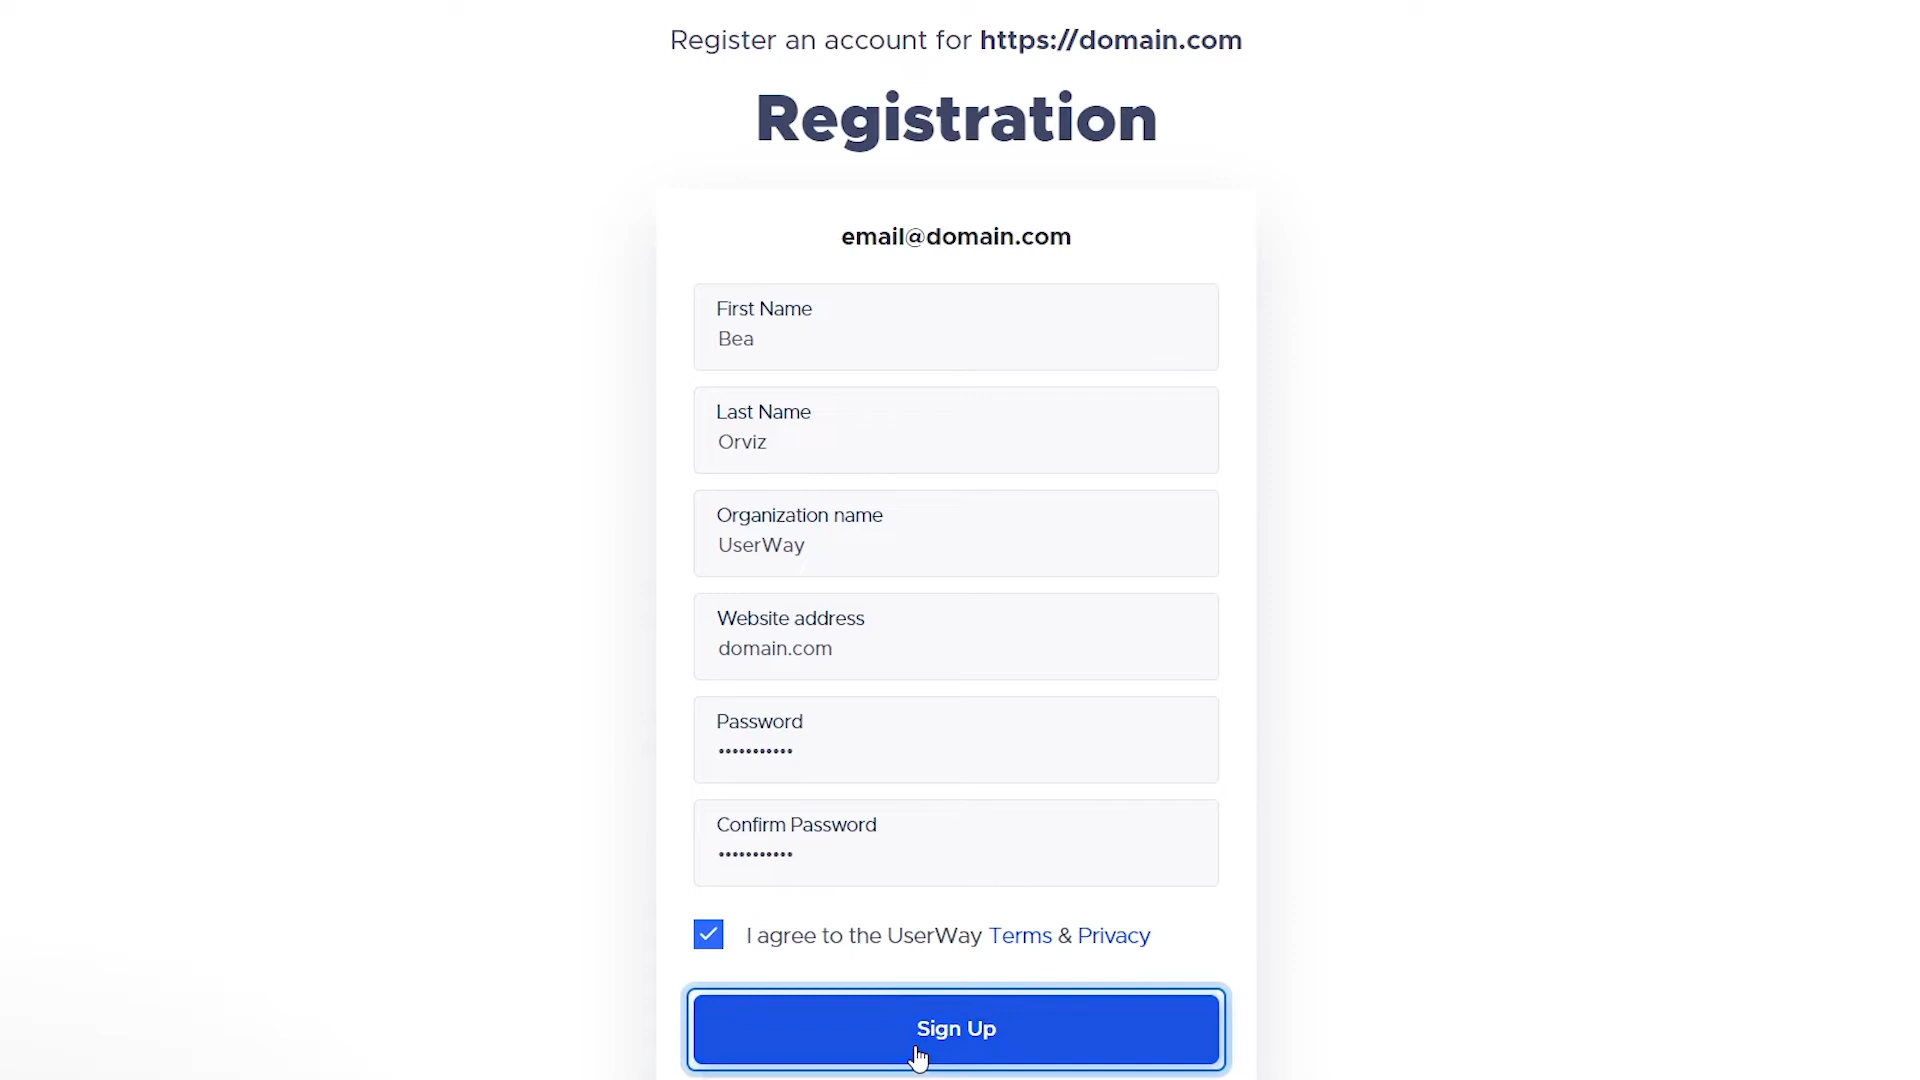 Register an account for https://domain.com
Registration
email@domain.com
First Name
Bea
Last Name
Orviz
Organization name
UserWay
Website address
domain.com
Password
•••••••••••
Confirm Password
•••••••••••
I agree to the UserWay Terms & Privacy
Sign Up